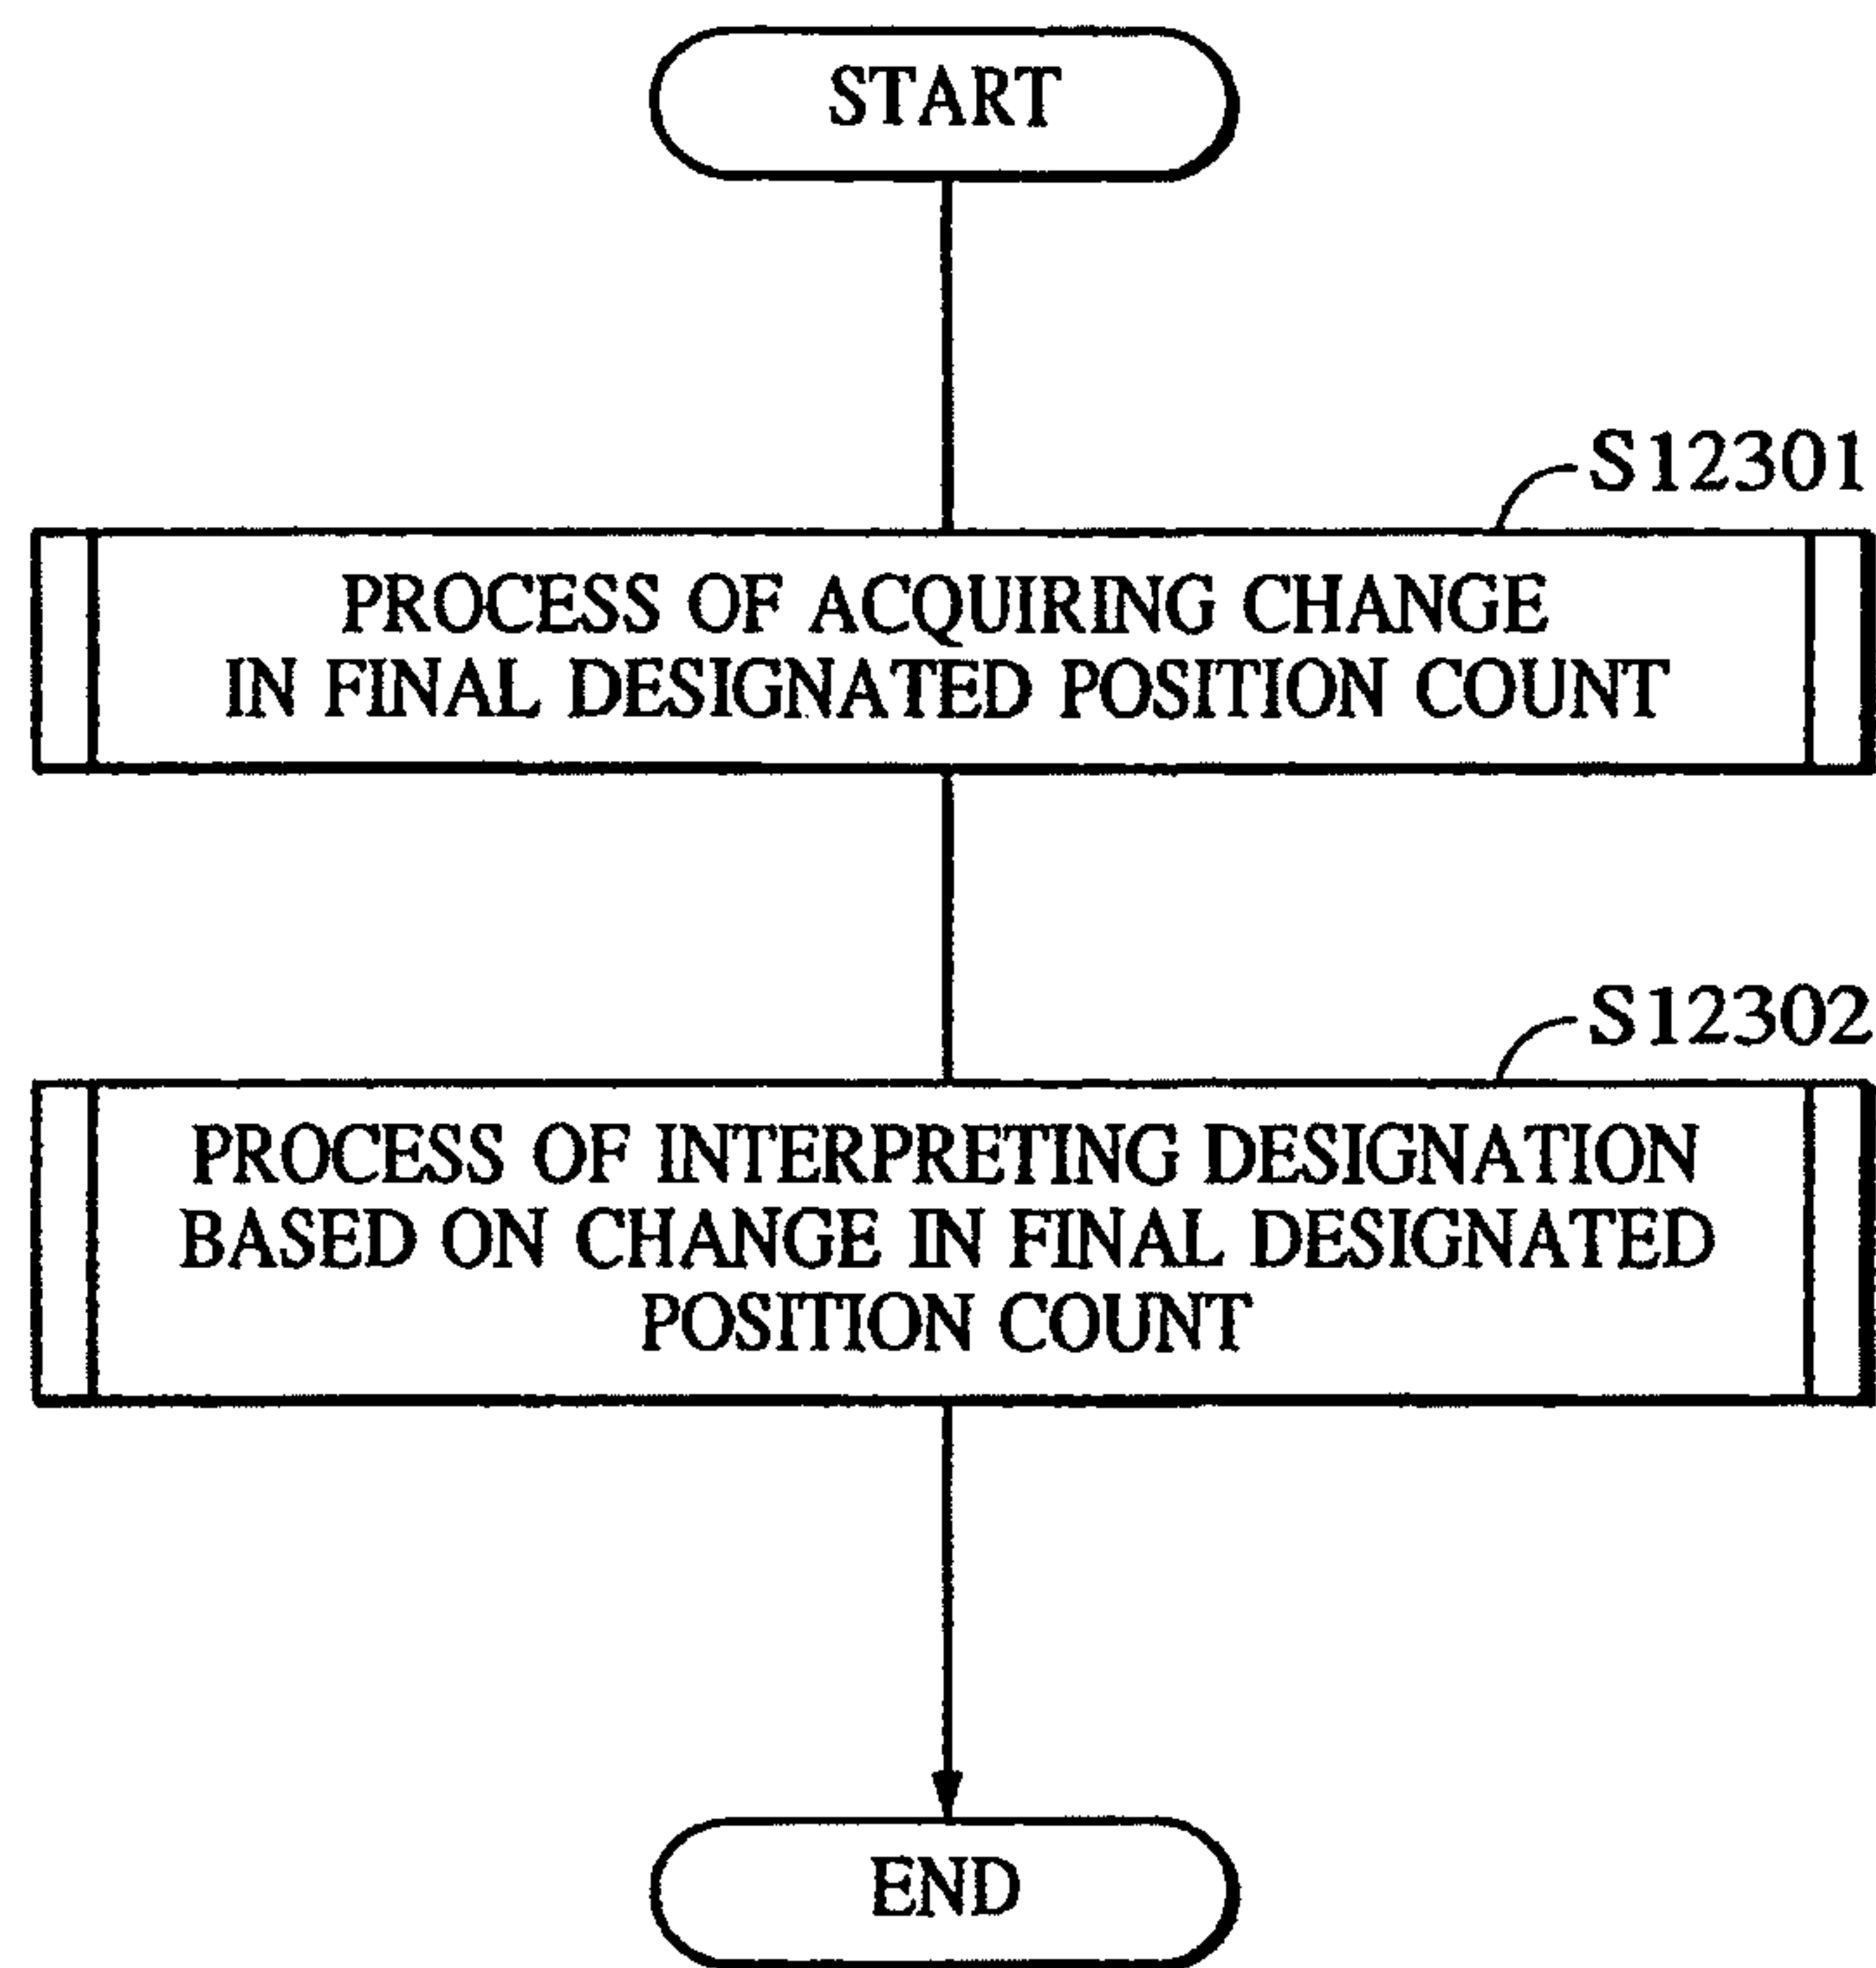 START
S12301
PROCESS OF ACQUIRING CHANGE
IN FINAL DESIGNATED POSITION COUNT
S12302
PROCESS OF INTERPRETING DESIGNATION
BASED ON CHANGE IN FINAL DESIGNATED
POSITION COUNT
END